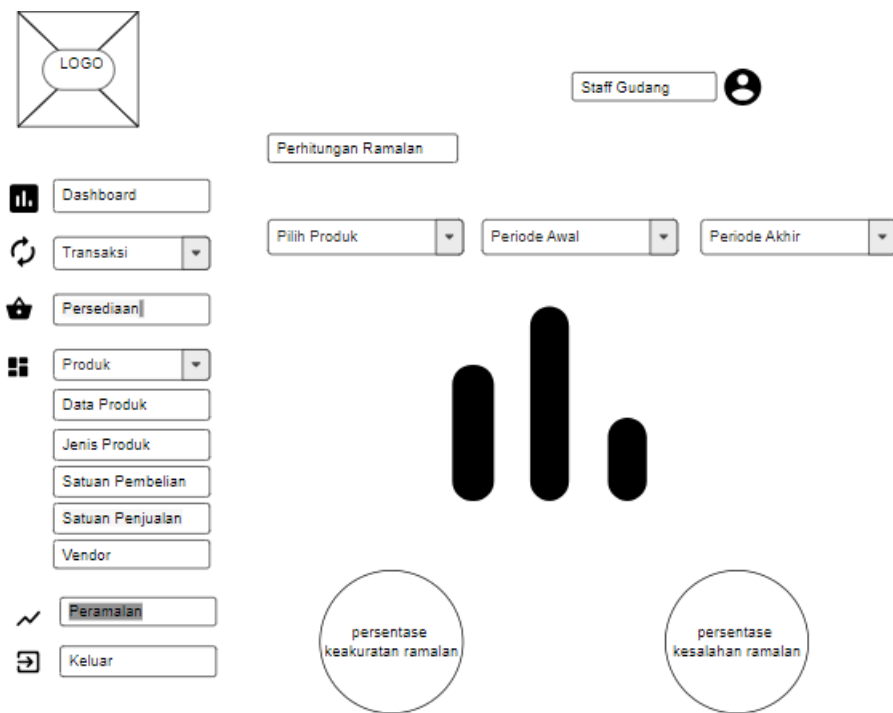 LOGO
Staff Gudang
Perhitungan Ramalan
Dashboard
Pilih Produk
Periode Awal
Periode Akhir
Transaksi
Persediaan
Produk
Data Produk
Jenis Produk
Satuan Pembelian
Satuan Penjualan
Vendor
Peramalan
Keluar
persentase
keakuratan ramalan
persentase
kesalahan ramalan